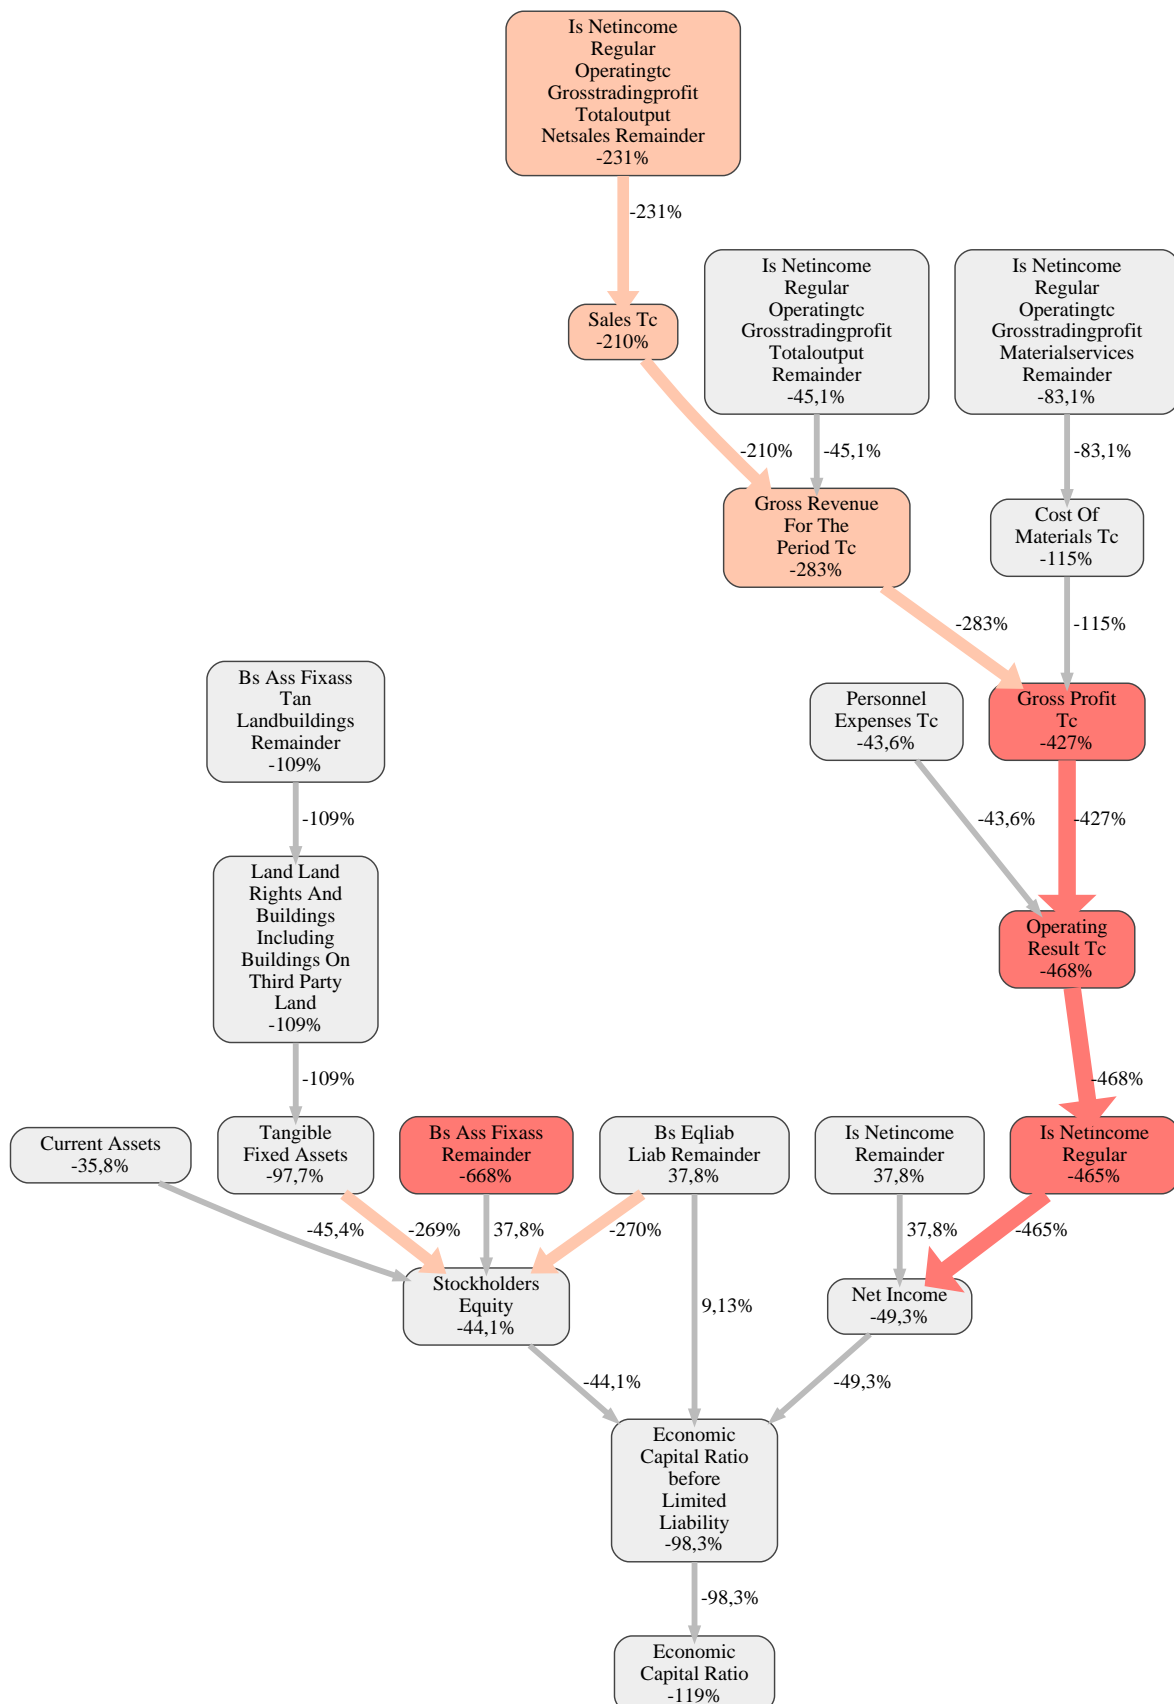 Is Netincome
Regular
Operatingtc
Grosstradingprofit
Totaloutput
Netsales Remainder
-231%
-231%
Is Netincome
Regular
Operatingtc
Grosstradingprofit
Totaloutput
Remainder
-45,1%
Is Netincome
Regular
Operatingtc
Grosstradingprofit
Materialservices
Remainder
-83,1%
Sales Tc
-210%
-210%
-45,1%
-83,1%
Gross Revenue
For The
Period Tc
-283%
Cost Of
Materials Tc
-115%
-283%
-115%
Bs Ass Fixass
Tan
Landbuildings
Remainder
-109%
Personnel
Expenses Tc
-43,6%
Gross Profit
Tc
-427%
-109%
-43,6%
-427%
Land Land
Rights And
Buildings
Including
Buildings On
Third Party
Land
-109%
Operating
Result Tc
-468%
-109%
-468%
Current Assets
-35,8%
Tangible
Fixed Assets
-97,7%
Bs Ass Fixass
Remainder
-668%
Bs Eqliab
Liab Remainder
37,8%
Is Netincome
Remainder
37,8%
Is Netincome
Regular
-465%
-45,4%
-269%
37,8%
-270%
37,8%
-465%
Stockholders
Equity
-44,1%
9,13%
Net Income
-49,3%
-44,1%
-49,3%
Economic
Capital Ratio
before
Limited
Liability
-98,3%
-98,3%
Economic
Capital Ratio
-119%